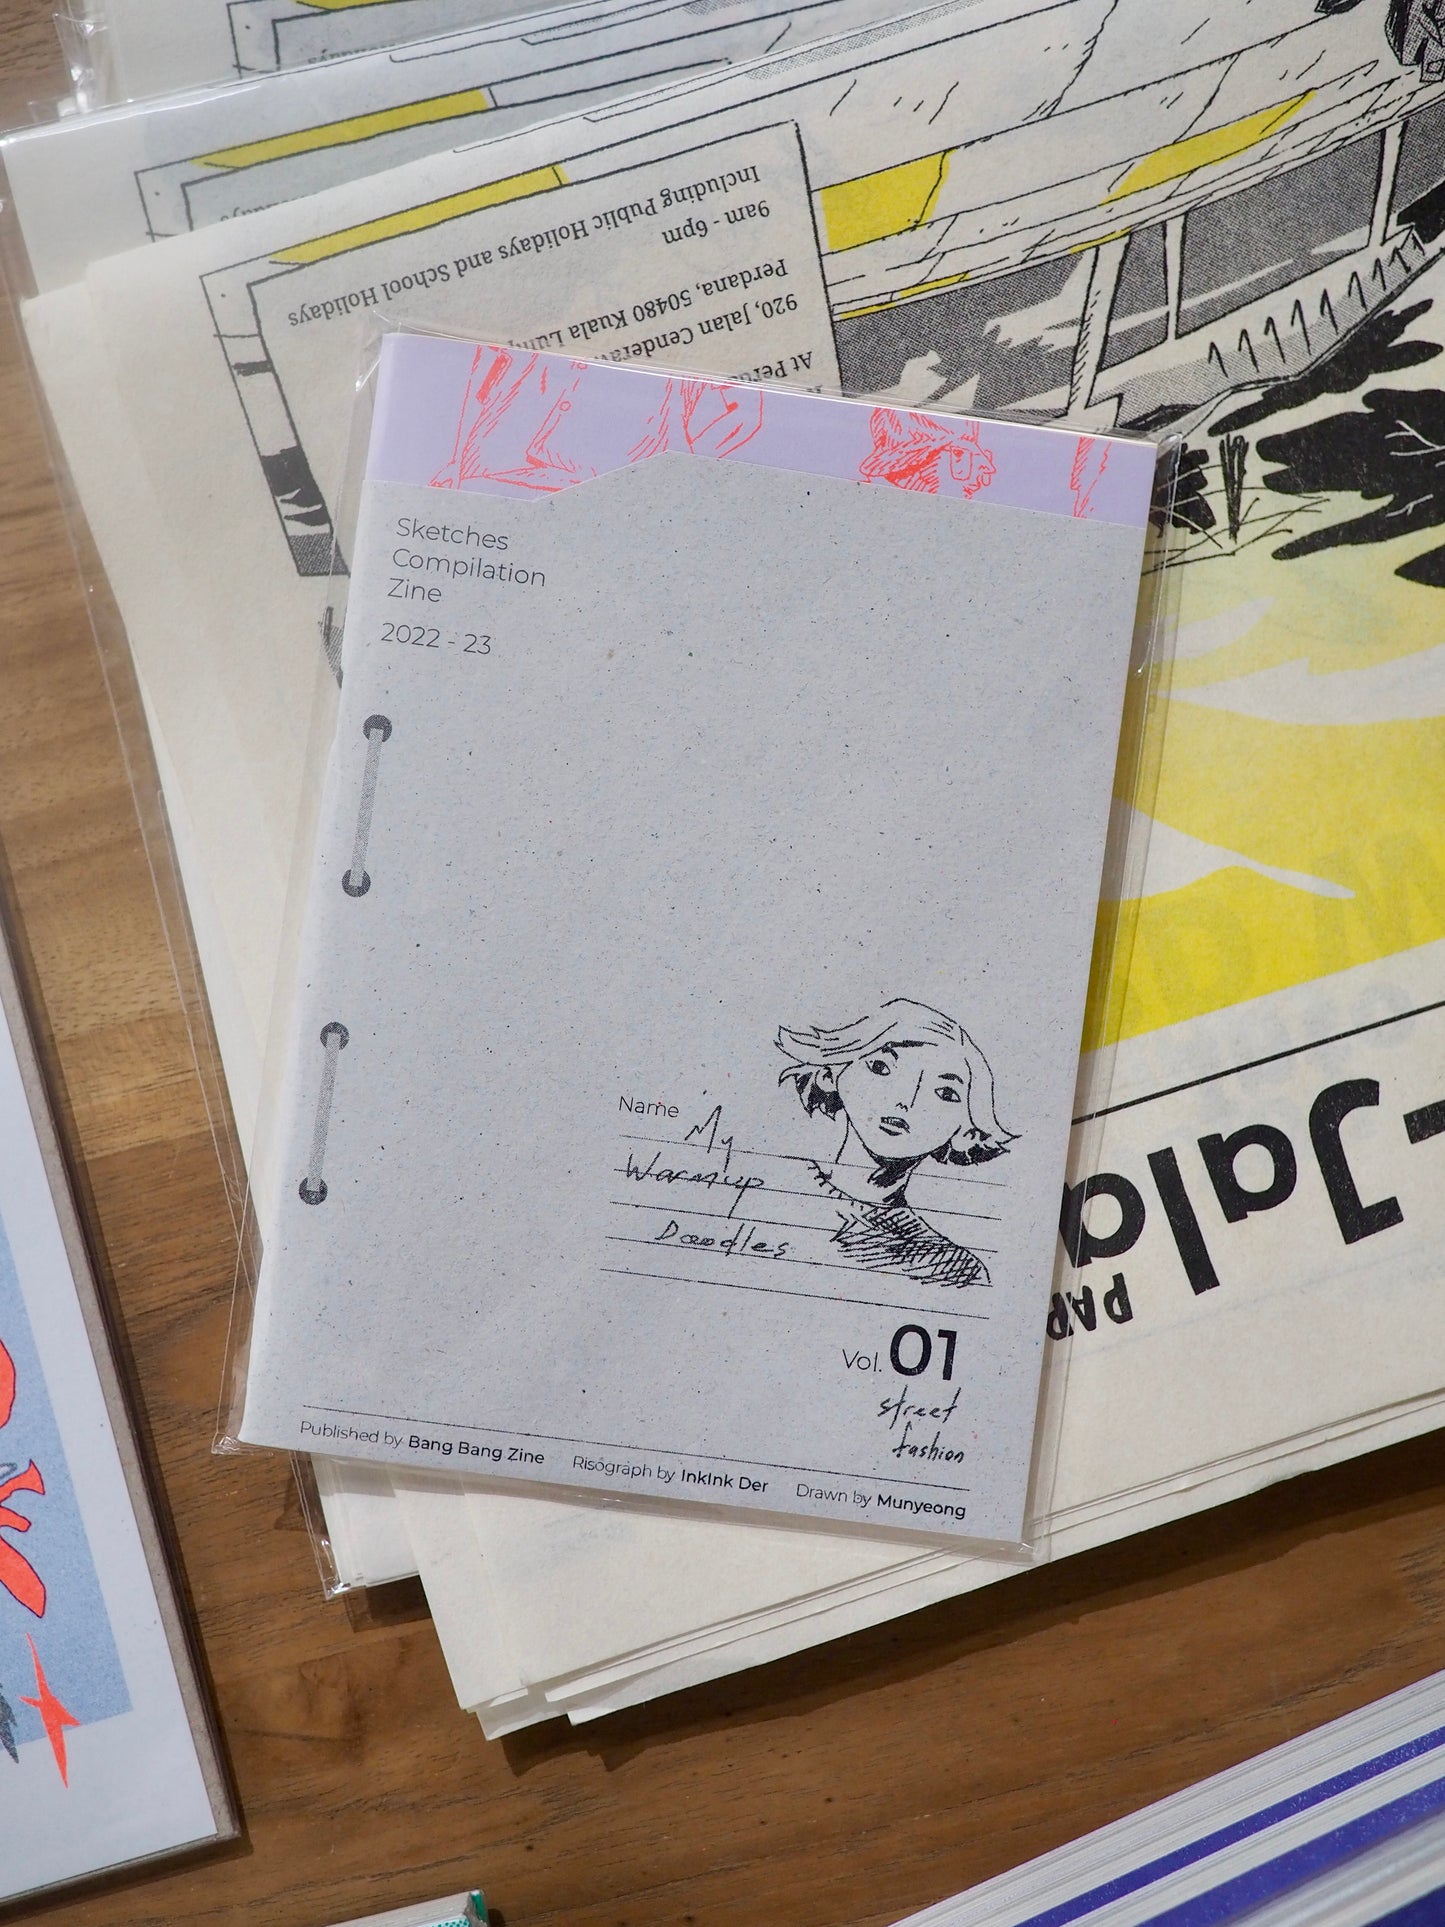 Including Public Holidays and School Holidays
9am - 6pm
Perdana, 50480 Kuala
920, Jalan
At
Sketches
Compilation
Zine
2022 - 23
Name My
Warmup
Doodles
Vol. 01
street
fashion
Published by Bang Bang Zine Risograph by InkInk Der Drawn by Munyeong